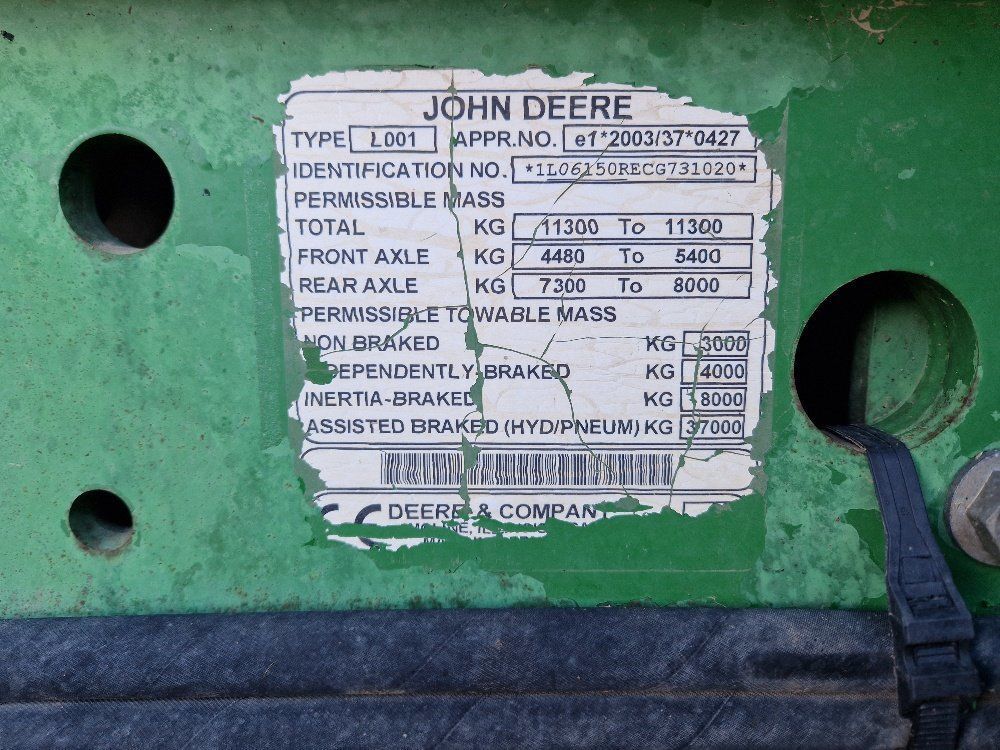 JOHN DEERE
TYPE L001 APPR.NO. e1*2003/37*0427
IDENTIFICATION NO. *1L06150RECG731020*
PERMISSIBLE MASS
TOTAL KG 11300 To 11300
FRONT AXLE KG 4480 To 5400
REAR AXLE KG 7300 To 8000
PERMISSIBLE TOWABLE MASS
NON BRAKED KG 3000
DEPENDENTLY-BRAKED KG 4000
INERTIA-BRAKED KG 8000
ASSISTED BRAKED (HYD/PNEUM) KG 37000
CE DEERE & COMPANY
MOLINE,